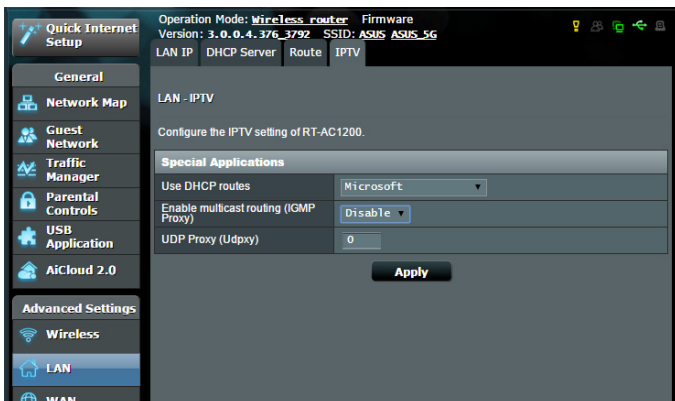 Quick Internet
Setup
Operation Mode: Wireless router Firmware
Version: 3.0.0.4.376_3792 SSID: ASUS ASUS_5G
LAN IP DHCP Server Route IPTV
General
Network Map
Guest
Network
Traffic
Manager
Parental
Controls
USB
Application
AiCloud 2.0
Advanced Settings
Wireless
LAN
WAN
LAN - IPTV
Configure the IPTV setting of RT-AC1200.
Special Applications
Use DHCP routes Microsoft
Enable multicast routing (IGMP
Proxy) Disable
UDP Proxy (Udpxy) 0
Apply